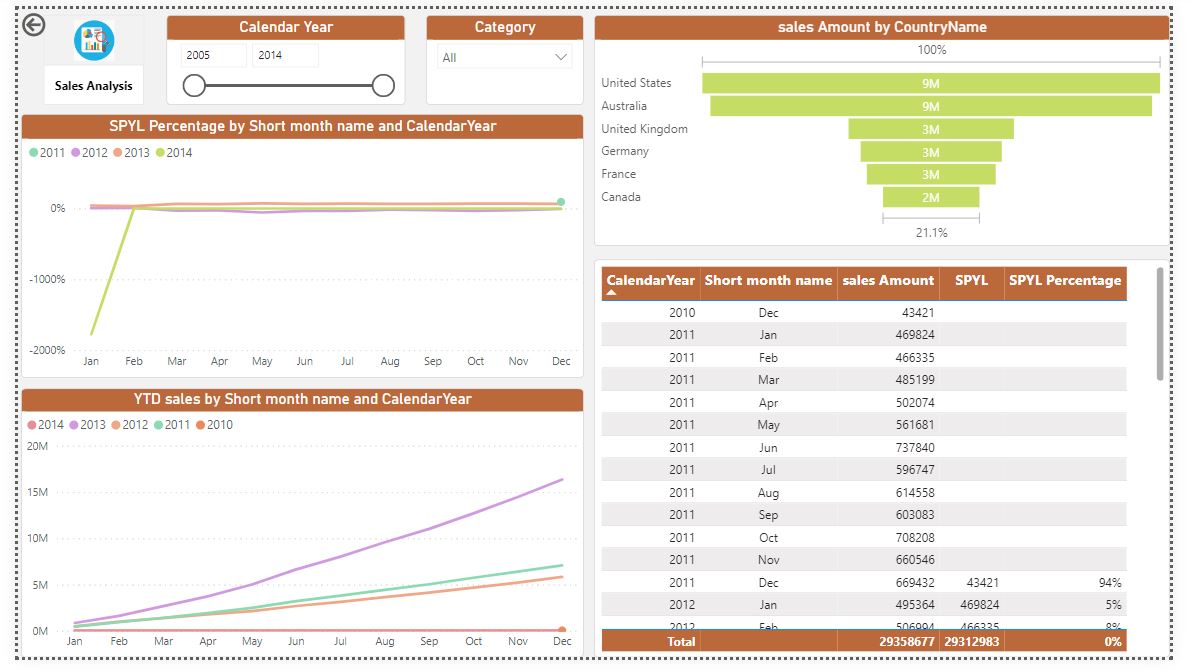 Sales Analysis
Calendar Year
2005 2014
Category
All
SPYL Percentage by Short month name and CalendarYear
2011 2012 2013 2014
0%
-1000%
-2000%
Jan Feb Mar Apr May Jun Jul Aug Sep Oct Nov Dec
YTD sales by Short month name and CalendarYear
2014 2013 2012 2011 2010
20M
15M
10M
5M
0M
Jan Feb Mar Apr May Jun Jul Aug Sep Oct Nov Dec
sales Amount by CountryName
100%
United States 9M
Australia 9M
United Kingdom 3M
Germany 3M
France 3M
Canada 2M
21.1%
CalendarYear Short month name sales Amount SPYL SPYL Percentage
2010 Dec 43421
2011 Jan 469824
2011 Feb 466335
2011 Mar 485199
2011 Apr 502074
2011 May 561681
2011 Jun 737840
2011 Jul 596747
2011 Aug 614558
2011 Sep 603083
2011 Oct 708208
2011 Nov 660546
2011 Dec 669432 43421 94%
2012 Jan 495364 469824 5%
2012 Feb 506994 466335 8%
Total 29358677 29312983 0%